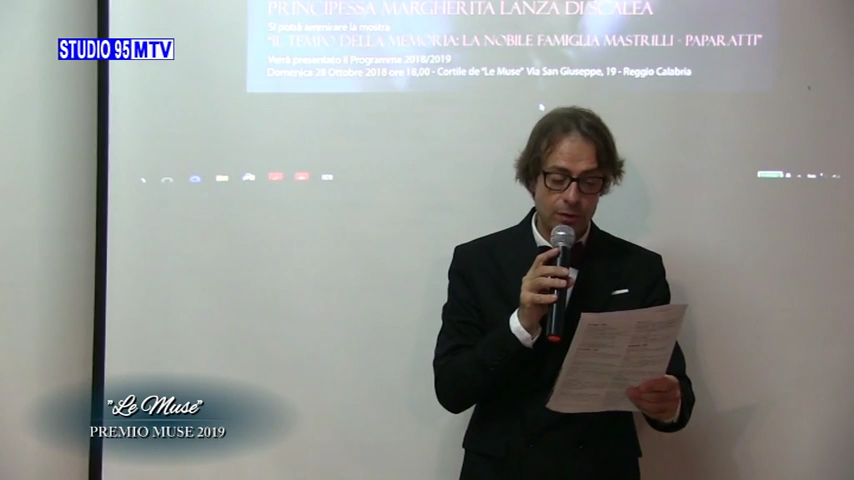 PRINCIPESSA MARGHERITA LANZA DI SCALEA
Si potrà ammirare la mostra
"IL TEMPO DELLA MEMORIA: LA NOBILE FAMIGLIA MASTRILLI - PAPARATTI"
Verrà presentato il Programma 2018/2019
Domenica 28 Ottobre 2018 ore 18,00 - Cortile de "Le Muse" Via San Giuseppe, 19 - Reggio Calabria
STUDIO 95 MTV
"Le Muse"
PREMIO MUSE 2019